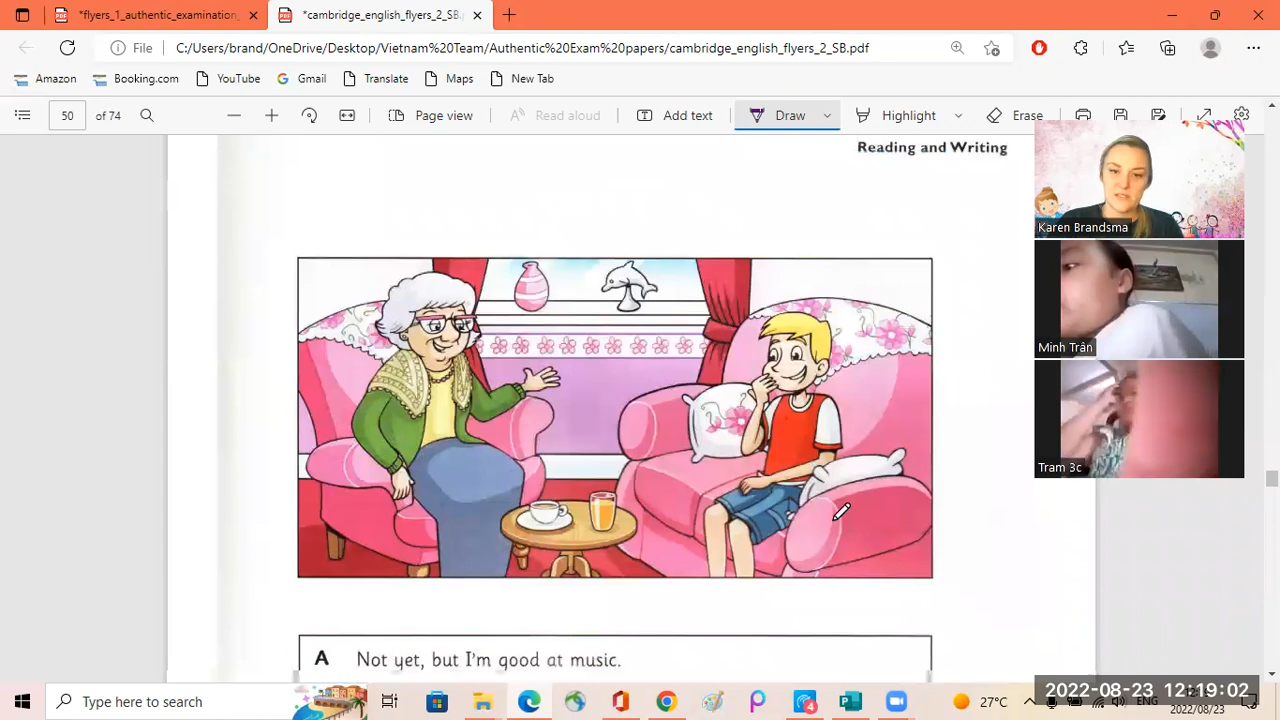 *flyers_1_authentic_examination
*cambridge_english_flyers_2_SB.p
File
C:/Users/brand/OneDrive/Desktop/Vietnam%20Team/Authentic%20Exam%20papers/cambridge_english_flyers_2_SB.pdf
Amazon
Booking.com
YouTube
Gmail
Translate
Maps
New Tab
50 of 74
Page view
Read aloud
Add text
Draw
Highlight
Erase
Reading and Writing
Karen Brandsma
Minh Trân
Tram 3c
A Not yet, but I'm good at music.
Type here to search
4
27°C
ENG
2022-08-23 12:19:02
2022/08/23